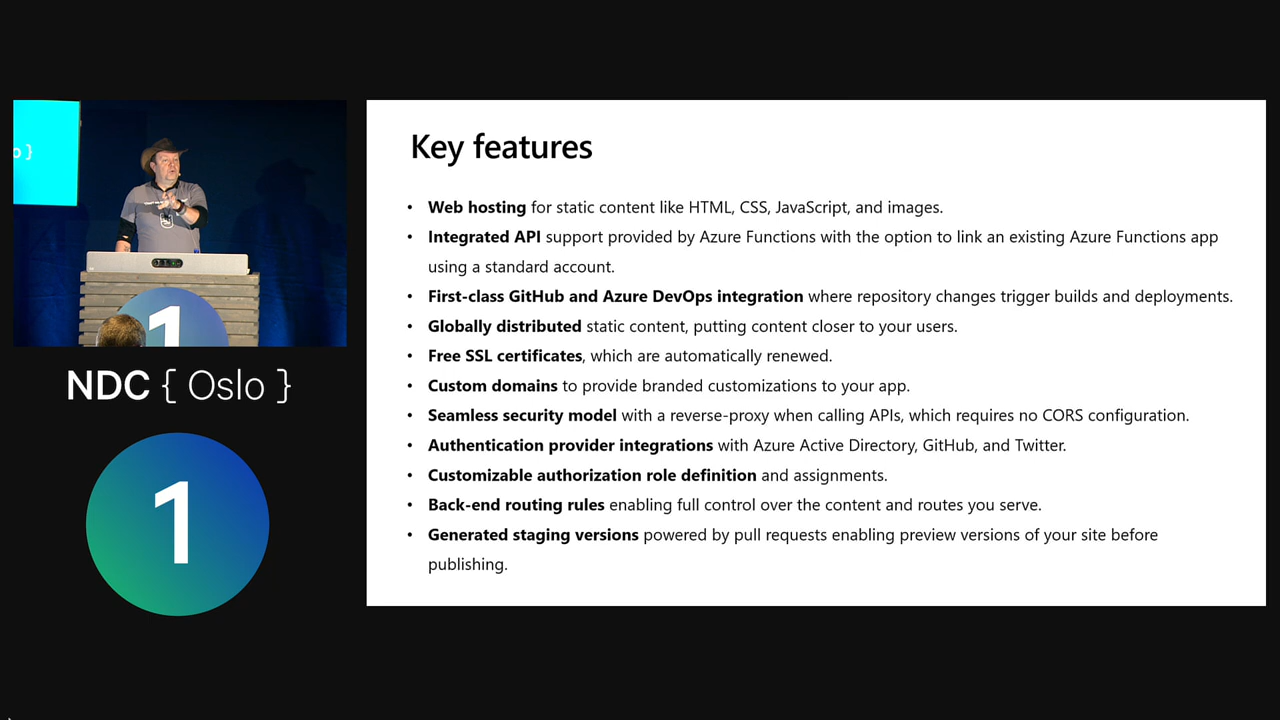 o }
1
NDC { Oslo }
1
Key features
• Web hosting for static content like HTML, CSS, JavaScript, and images.
• Integrated API support provided by Azure Functions with the option to link an existing Azure Functions app
using a standard account.
• First-class GitHub and Azure DevOps integration where repository changes trigger builds and deployments.
• Globally distributed static content, putting content closer to your users.
• Free SSL certificates, which are automatically renewed.
• Custom domains to provide branded customizations to your app.
• Seamless security model with a reverse-proxy when calling APIs, which requires no CORS configuration.
• Authentication provider integrations with Azure Active Directory, GitHub, and Twitter.
• Customizable authorization role definition and assignments.
• Back-end routing rules enabling full control over the content and routes you serve.
• Generated staging versions powered by pull requests enabling preview versions of your site before
publishing.